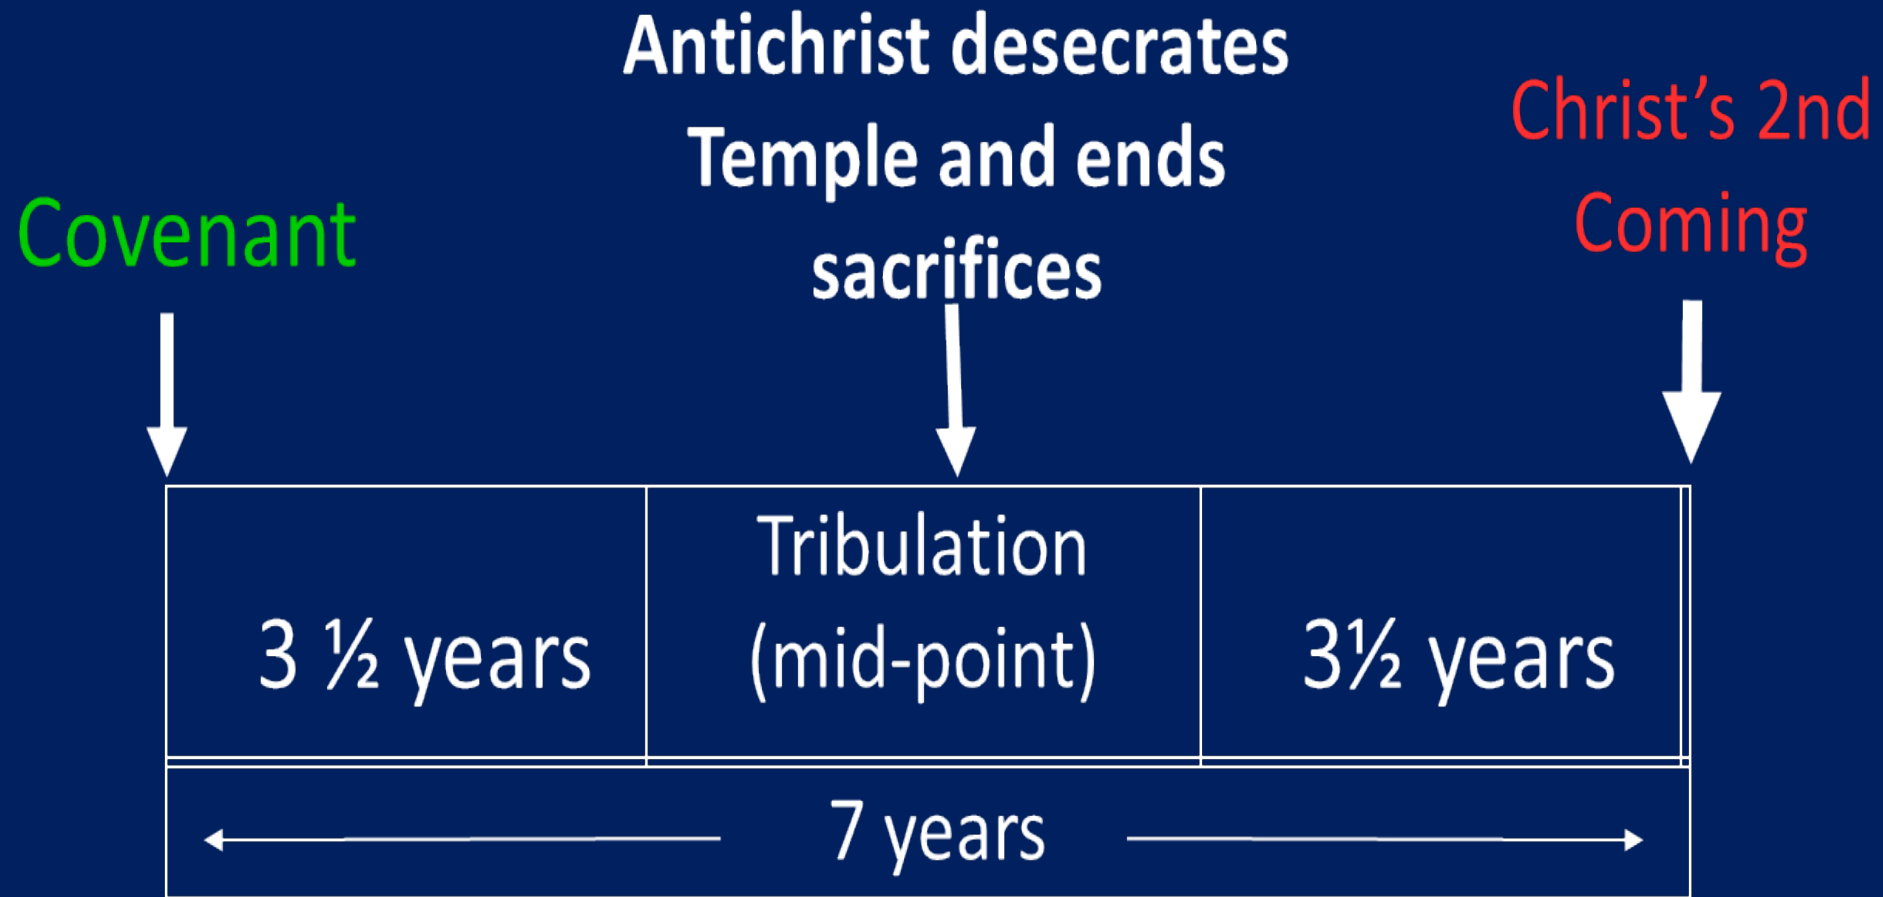 Antichrist desecrates
Temple and ends
sacrifices
Christ’s 2nd
Coming
Covenant
3 ½ years
Tribulation
(mid-point)
3½ years
7 years